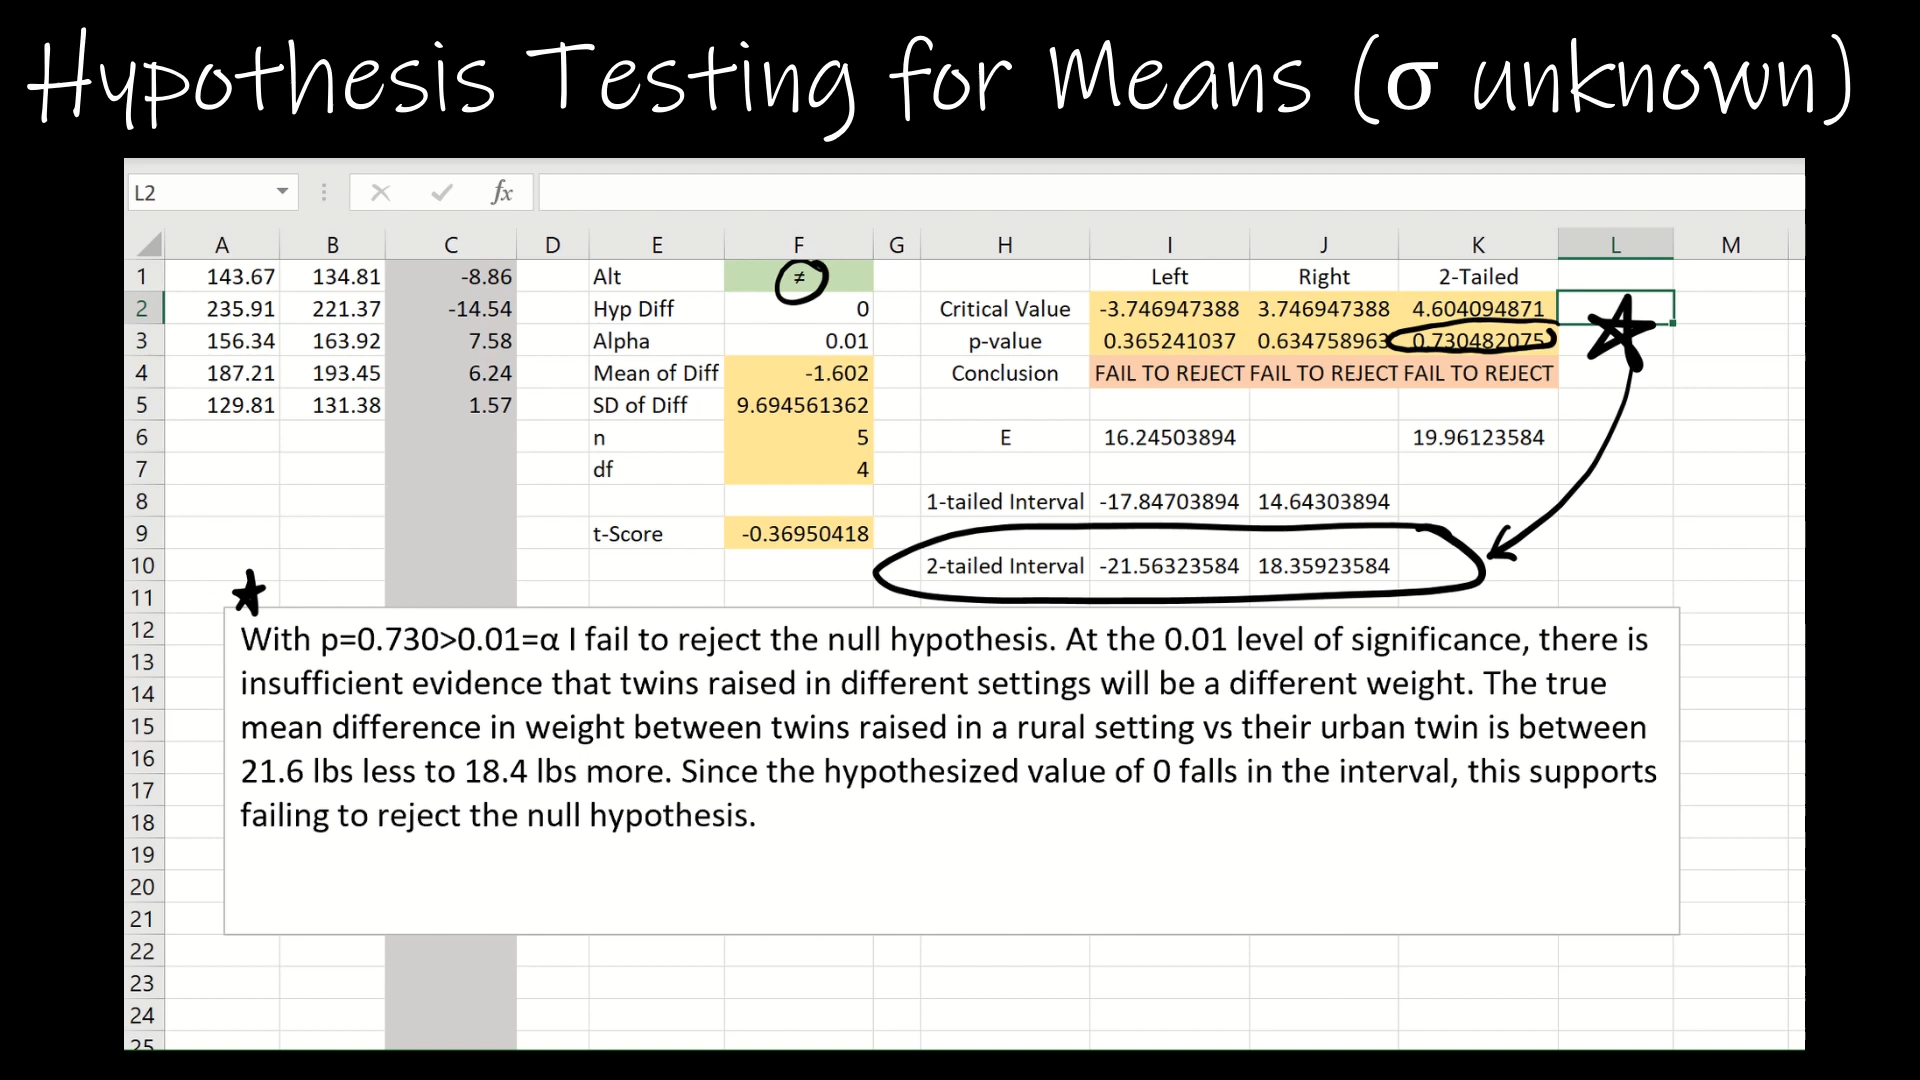 Hypothesis Testing for Means (σ unknown)
L2 fx
A B C D E F G H I J K L M
1 143.67 134.81 -8.86 Alt ≠ Left Right 2-Tailed
2 235.91 221.37 -14.54 Hyp Diff 0 Critical Value -3.746947388 3.746947388 4.604094871
3 156.34 163.92 7.58 Alpha 0.01 p-value 0.365241037 0.634758963 0.730482075
4 187.21 193.45 6.24 Mean of Diff -1.602 Conclusion FAIL TO REJECT FAIL TO REJECT FAIL TO REJECT
5 129.81 131.38 1.57 SD of Diff 9.694561362
6 n 5 E 16.24503894 19.96123584
7 df 4
8 1-tailed Interval -17.84703894 14.64303894
9 t-Score -0.36950418
10 2-tailed Interval -21.56323584 18.35923584
11
12 With p=0.730>0.01=α I fail to reject the null hypothesis. At the 0.01 level of significance, there is
13 insufficient evidence that twins raised in different settings will be a different weight. The true
14
15 mean difference in weight between twins raised in a rural setting vs their urban twin is between
16 21.6 lbs less to 18.4 lbs more. Since the hypothesized value of 0 falls in the interval, this supports
17
18 failing to reject the null hypothesis.
19
20
21
22
23
24
25